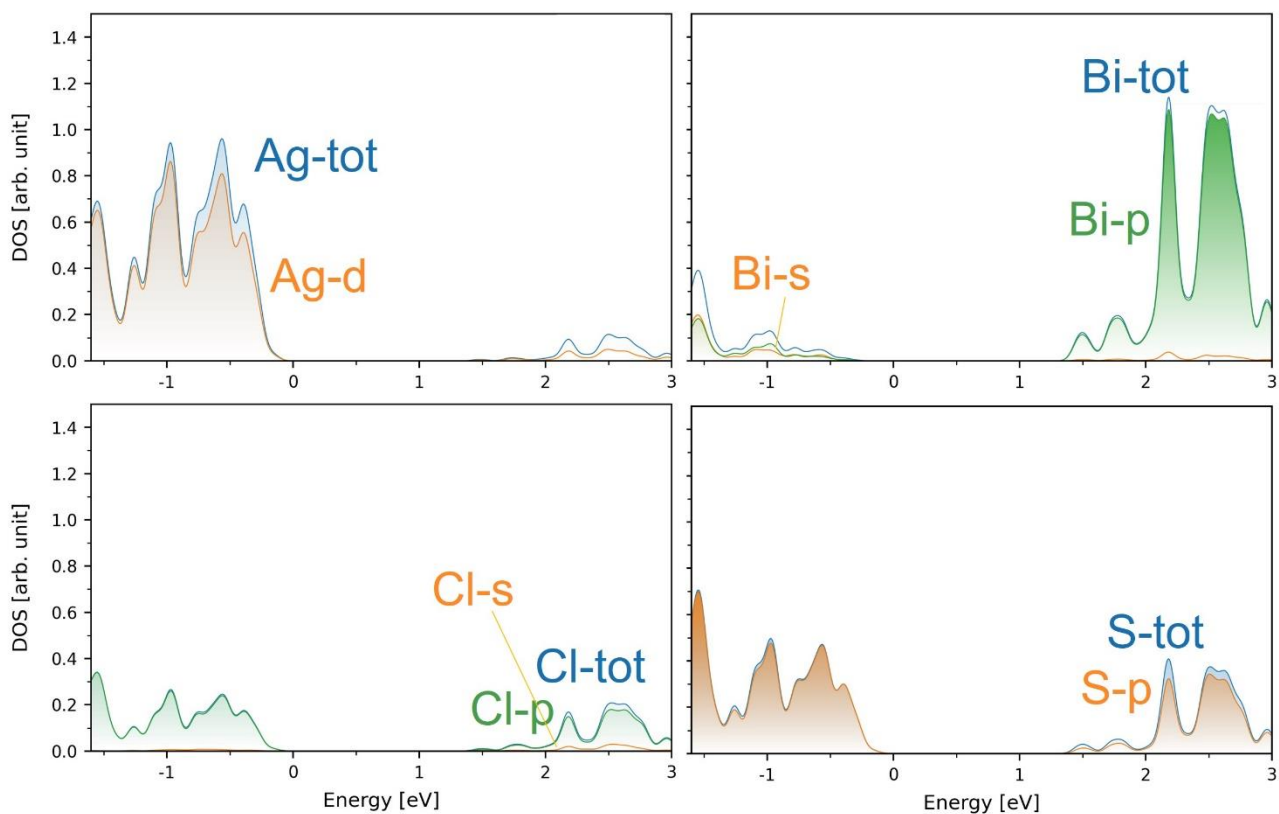 1.4
1.2
1.0
0.8
0.6
0.4
0.2
0.0
DOS [arb. unit]
Ag-tot
Ag-d
-1 0 1 2 3
Bi-tot
Bi-p
Bi-s
-1 0 1 2 3
1.4
1.2
1.0
0.8
0.6
0.4
0.2
0.0
DOS [arb. unit]
Cl-s
Cl-tot
Cl-p
-1 0 1 2 3
Energy [eV]
S-tot
S-p
-1 0 1 2 3
Energy [eV]